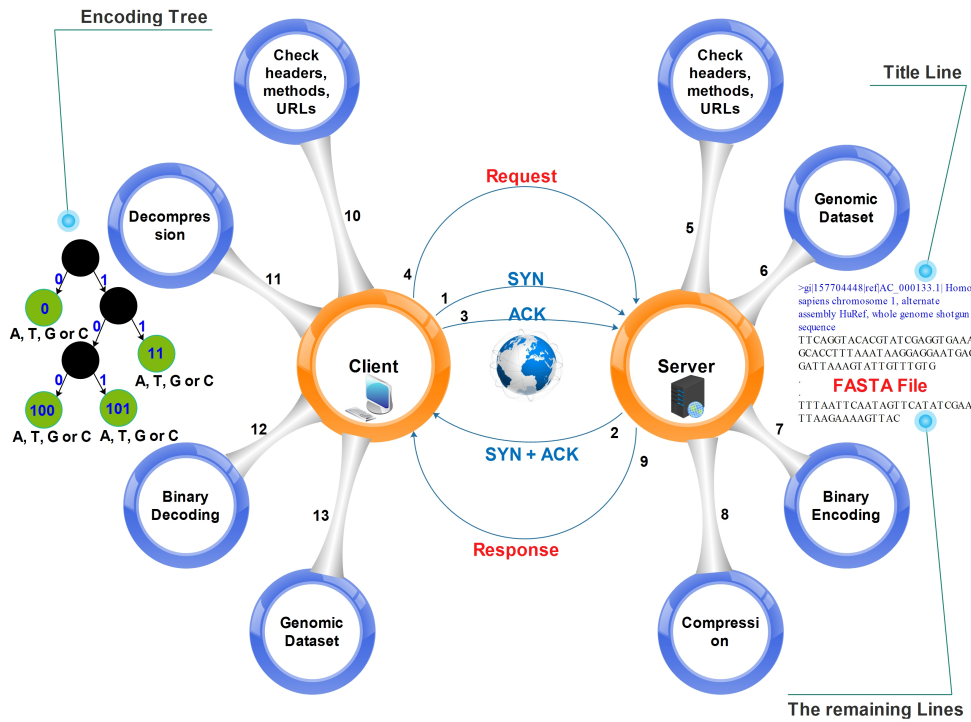 Encoding Tree
Check
headers,
methods,
URLs
Check
headers,
methods,
URLs
Title Line
Decompres
sion
Request
Genomic
Dataset
10
5
11
4
6
1
SYN
3
ACK
>gi|157704448|ref|AC_000133.1| Homo
sapiens chromosome 1, alternate
assembly HuRef, whole genome shotgun
sequence
TTCAGGTACACGTATCGAGGTGAAA
GCACCTTTAAATAAGGAGGAATGAG
GATTAAAGTATTGTTTGTG
.
FASTA File
.
TTTAATTCAATAGTTCATATCGAA
TTAAGAAAAGTTAC
0
1
0
A, T, G or C
0
1
11
A, T, G or C
0
1
100
101
A, T, G or C
A, T, G or C
Client
Server
12
2
7
SYN + ACK
9
Binary
Decoding
Binary
Encoding
13
8
Response
Genomic
Dataset
Compressi
on
The remaining Lines